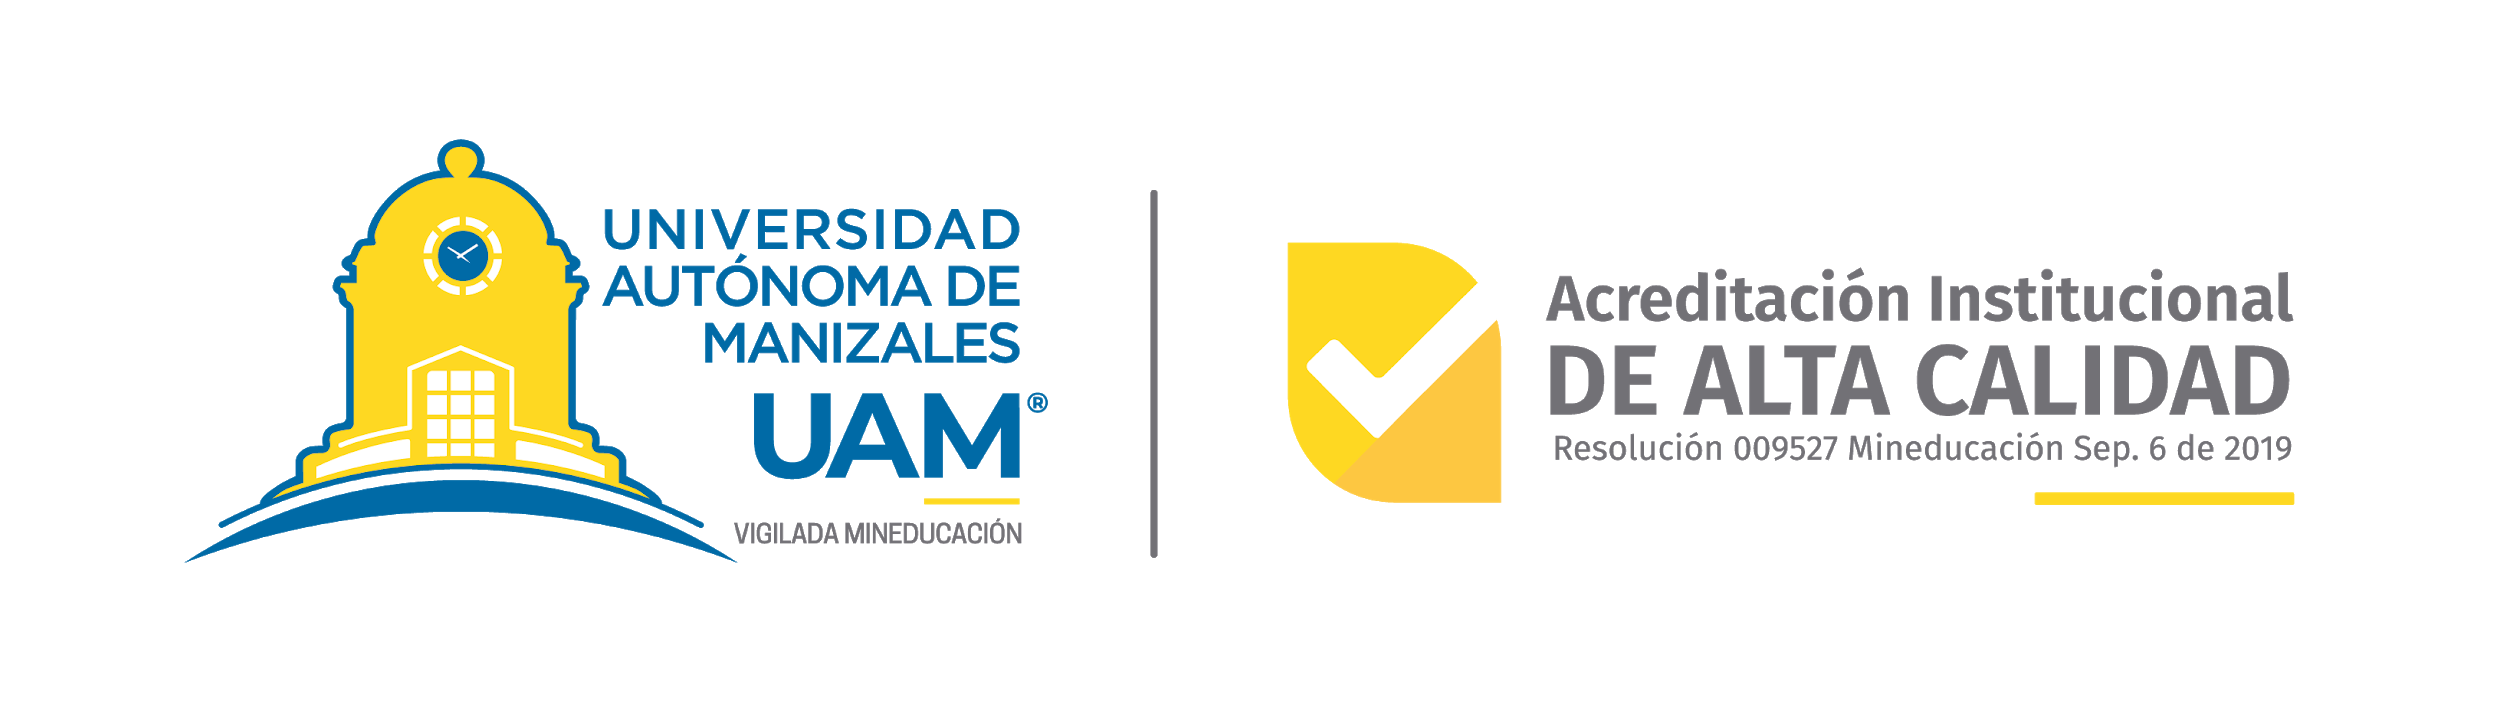 UNIVERSIDAD
AUTÓNOMA DE
MANIZALES
UAM®
VIGILADA MINEDUCACIÓN
Acreditación Institucional
DE ALTA CALIDAD
Resolución 009527 Mineducación Sep. 6 de 2019